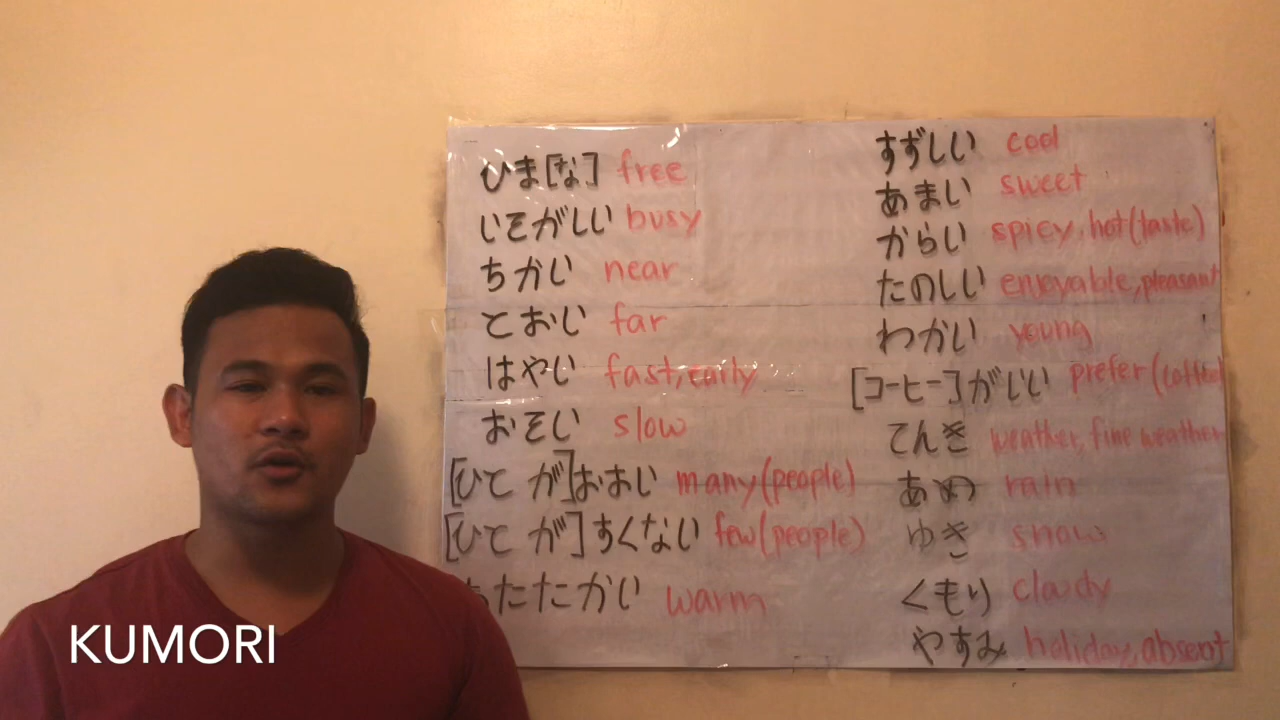 ひま[な] free
いそがしい busy
ちかい near
とおい far
はやい fast, early
おそい slow
[ひと が]おおい many(people)
[ひと が]すくない few(people)
たたかい warm
すずしい cool
あまい sweet
からい spicy, hot(taste)
たのしい enjoyable, pleasant
わかい young
[コーヒー]がいい prefer(coffee
てんき weather, fine weather
あめ rain
ゆき snow
くもり cloudy
やすみ holiday, absent
KUMORI